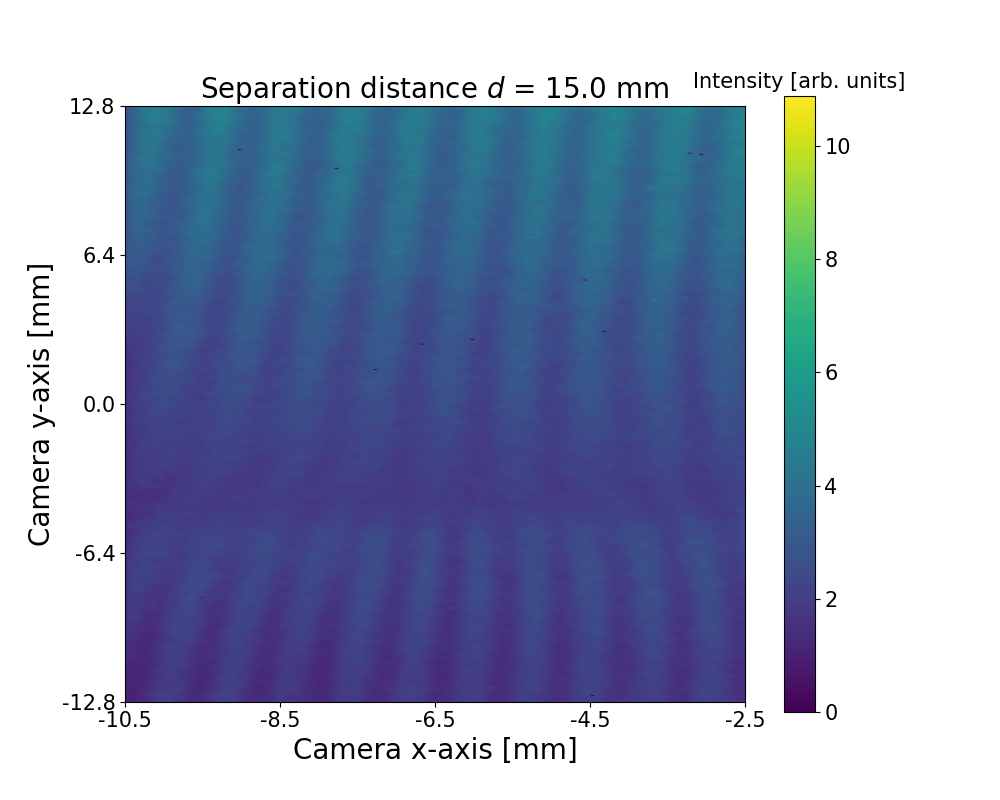 Separation distance d = 15.0 mm
Intensity [arb. units]
12.8
6.4
0.0
-6.4
-12.8
Camera y-axis [mm]
-10.5 -8.5 -6.5 -4.5 -2.5
Camera x-axis [mm]
10
8
6
4
2
0